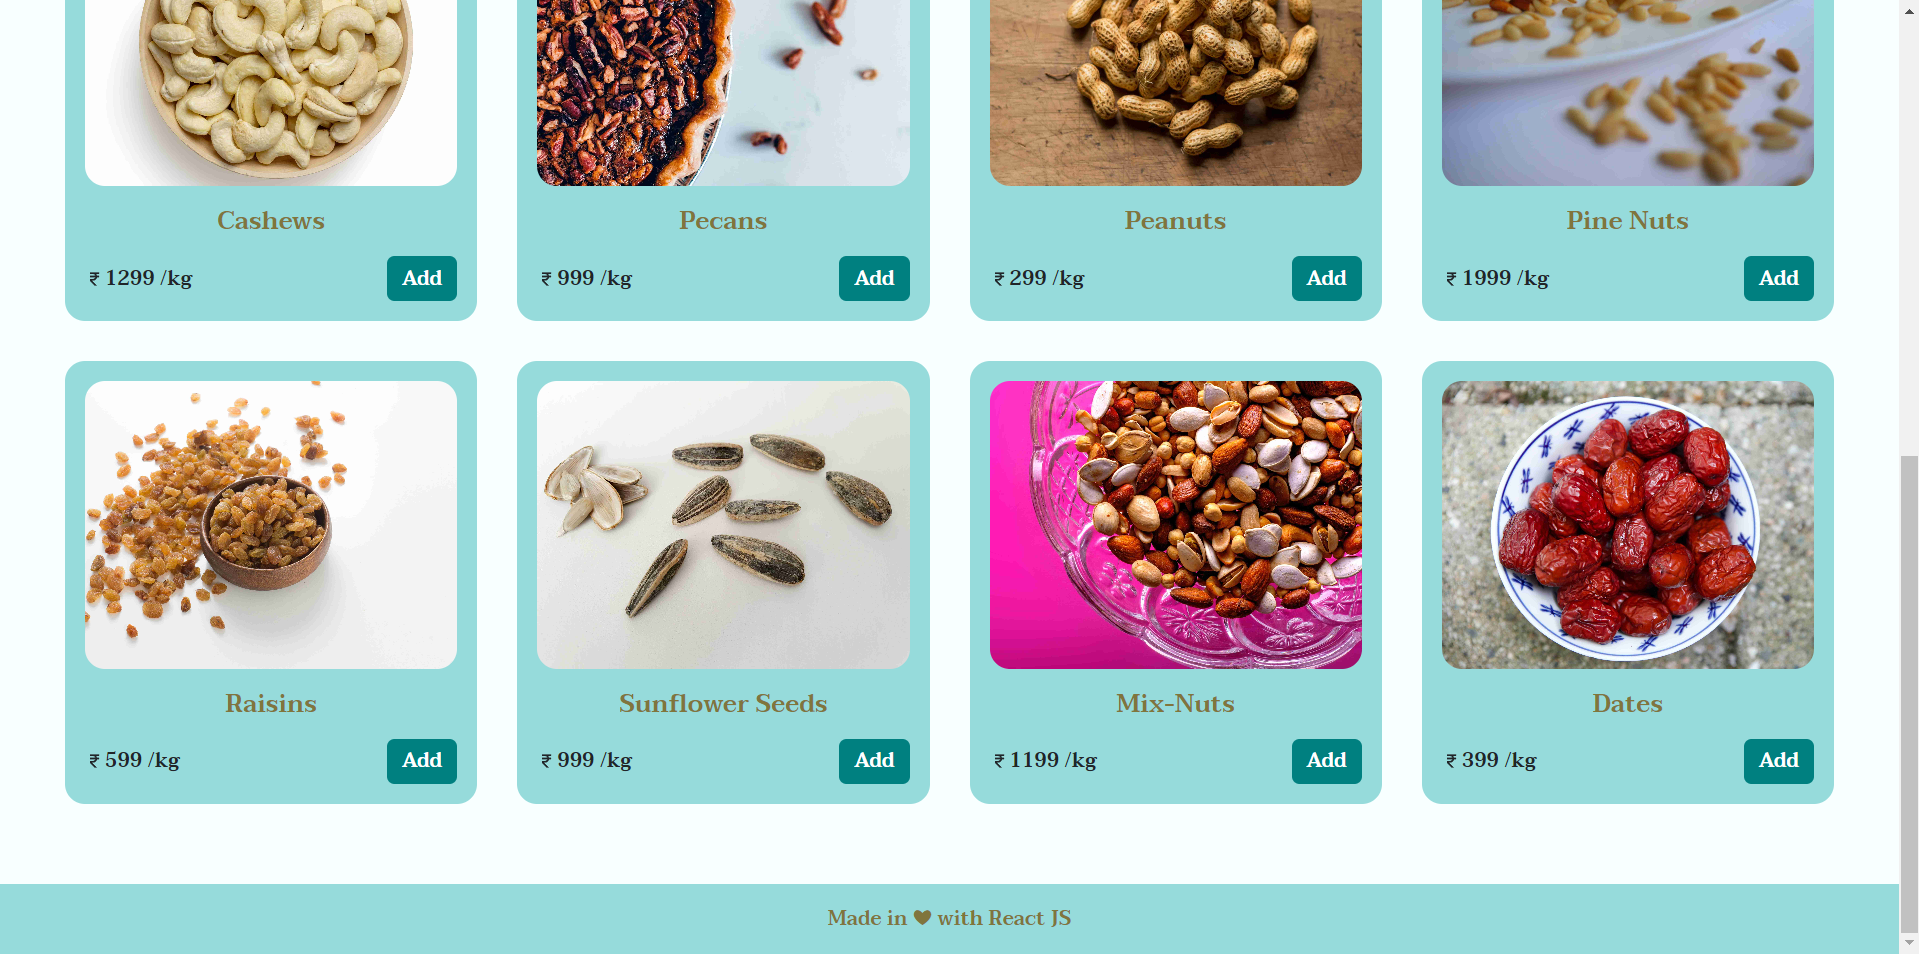 Cashews
₹ 1299 /kg
Add
Pecans
₹ 999 /kg
Add
Peanuts
₹ 299 /kg
Add
Pine Nuts
₹ 1999 /kg
Add
Raisins
₹ 599 /kg
Add
Sunflower Seeds
₹ 999 /kg
Add
Mix-Nuts
₹ 1199 /kg
Add
Dates
₹ 399 /kg
Add
Made in ♥ with React JS